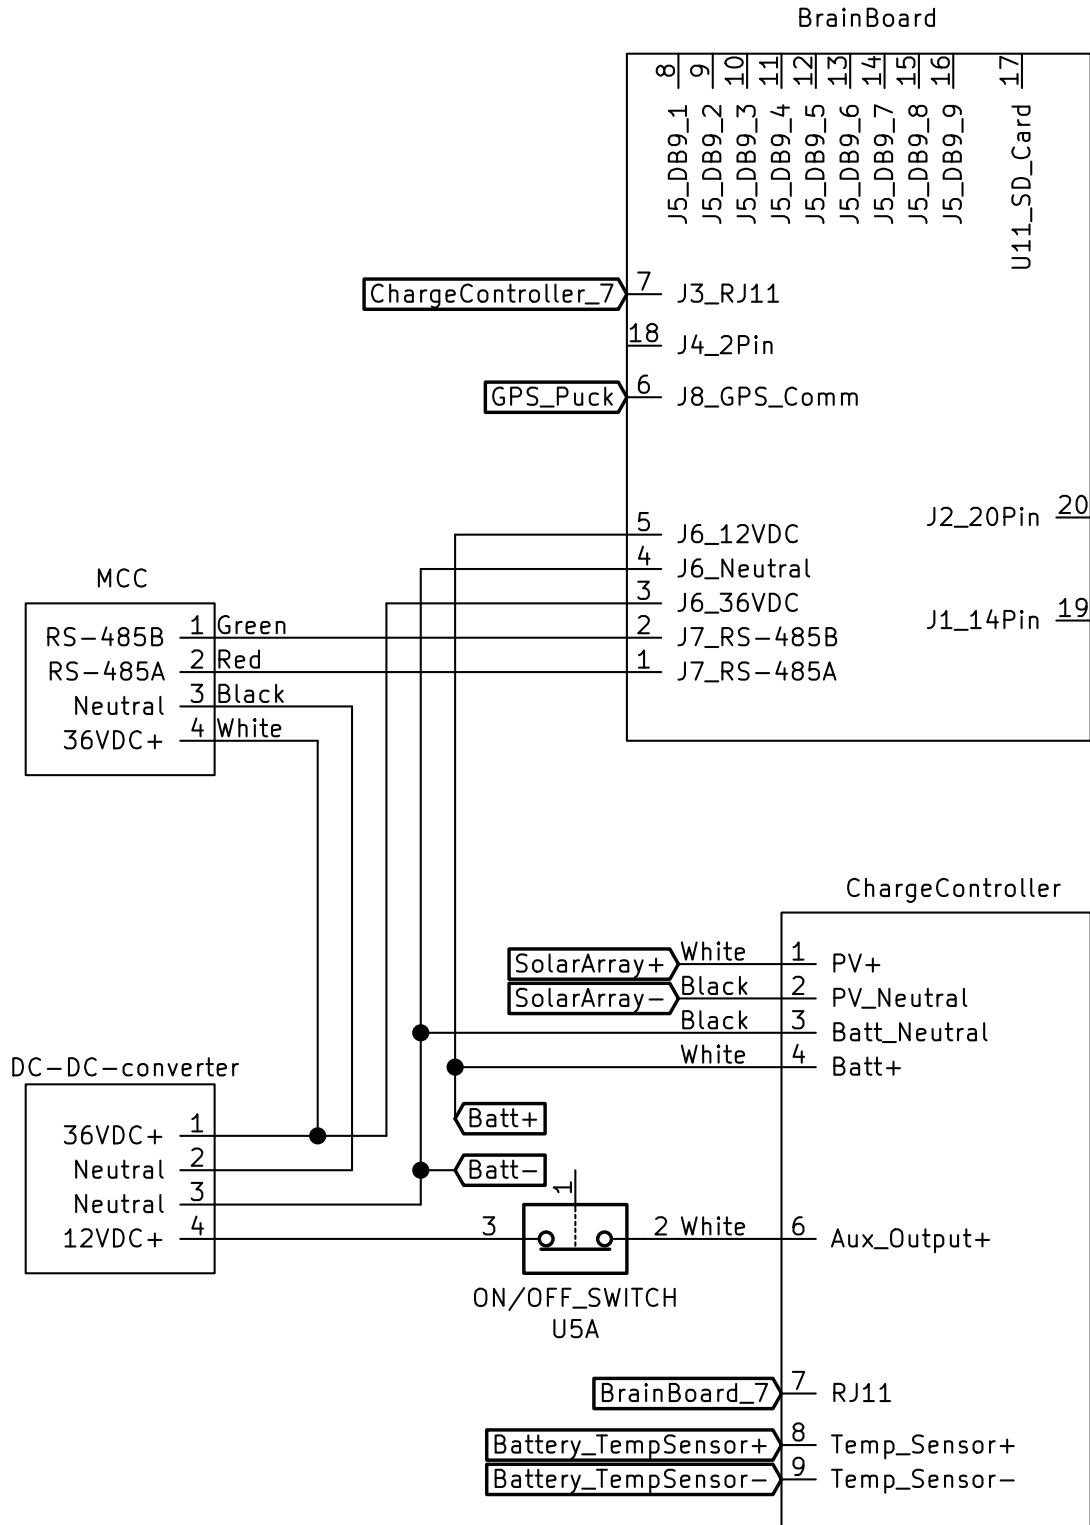 BrainBoard
8 9 10 11 12 13 14 15 16 17
J5_DB9_1
J5_DB9_2
J5_DB9_3
J5_DB9_4
J5_DB9_5
J5_DB9_6
J5_DB9_7
J5_DB9_8
J5_DB9_9
U11_SD_Card
ChargeController_7 7 J3_RJ11
18 J4_2Pin
GPS_Puck 6 J8_GPS_Comm
J2_20Pin 20
5 J6_12VDC
4 J6_Neutral
3 J6_36VDC
J1_14Pin 19
2 J7_RS-485B
1 J7_RS-485A
MCC
RS-485B 1 Green
RS-485A 2 Red
Neutral 3 Black
36VDC+ 4 White
ChargeController
SolarArray+ White 1 PV+
SolarArray- Black 2 PV_Neutral
Black 3 Batt_Neutral
White 4 Batt+
DC-DC-converter
Batt+
36VDC+ 1
Neutral 2
Batt-
Neutral 3
1
12VDC+ 4
3
2 White 6 Aux_Output+
ON/OFF_SWITCH
U5A
BrainBoard_7 7 RJ11
Battery_TempSensor+ 8 Temp_Sensor+
Battery_TempSensor- 9 Temp_Sensor-